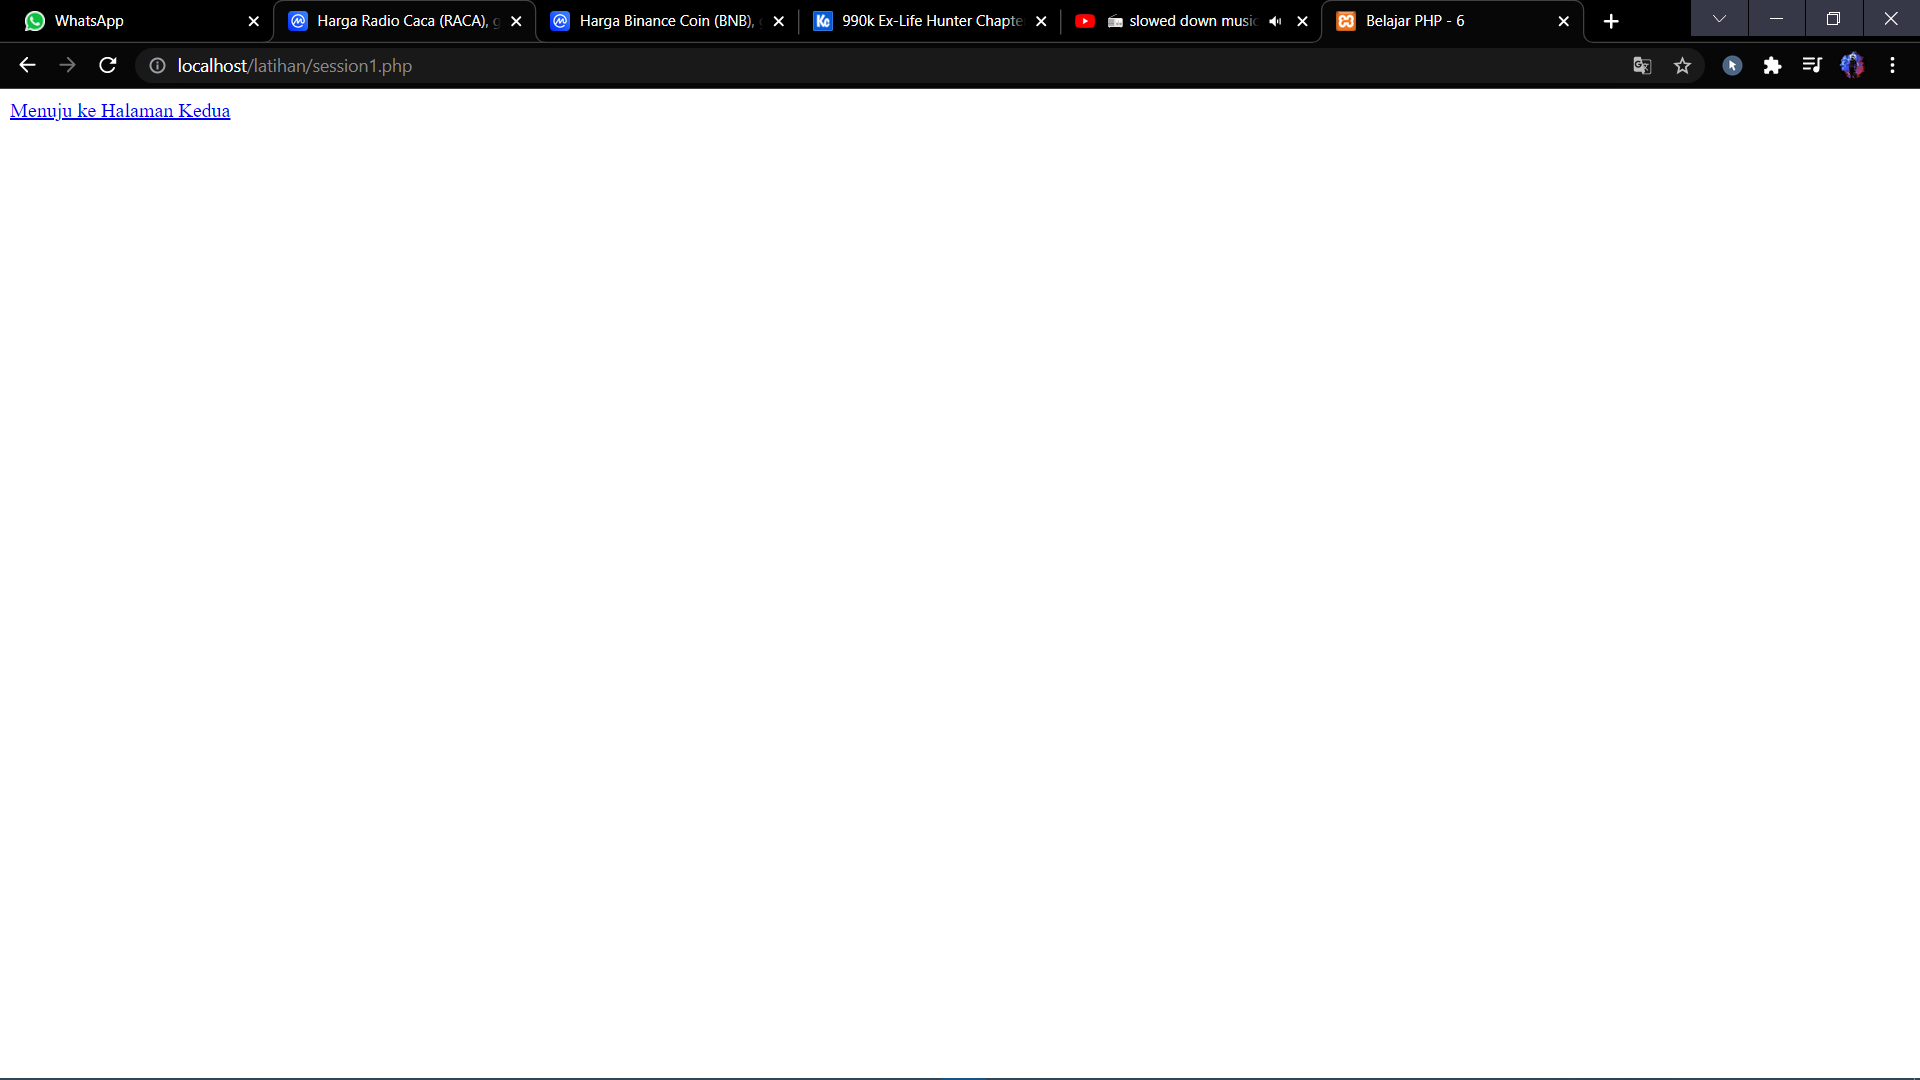 WhatsApp
Harga Radio Caca (RACA), g
Harga Binance Coin (BNB),
990k Ex-Life Hunter Chapte
slowed down music
Belajar PHP - 6
localhost/latihan/session1.php
Menuju ke Halaman Kedua